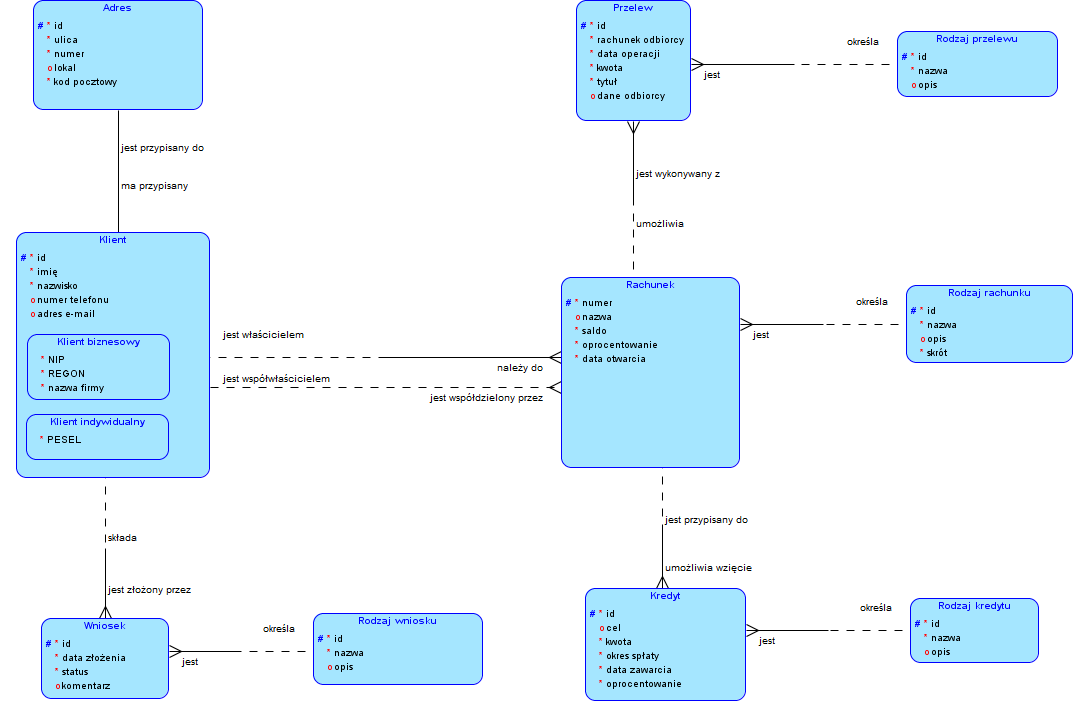 Adres
# * id
* ulica
* numer
o lokal
* kod pocztowy
jest przypisany do
ma przypisany
Klient
# * id
* imię
* nazwisko
o numer telefonu
o adres e-mail
Klient biznesowy
* NIP
* REGON
* nazwa firmy
Klient indywidualny
* PESEL
składa
jest złożony przez
Wniosek
# * id
* data złożenia
* status
o komentarz
określa
jest
Rodzaj wniosku
# * id
* nazwa
o opis
jest właścicielem
należy do
jest współwłaścicielem
jest współdzielony przez
Przelew
# * id
* rachunek odbiorcy
* data operacji
* kwota
* tytuł
o dane odbiorcy
określa
jest
Rodzaj przelewu
# * id
* nazwa
o opis
jest wykonywany z
umożliwia
Rachunek
# * numer
o nazwa
* saldo
* oprocentowanie
* data otwarcia
określa
jest
Rodzaj rachunku
# * id
* nazwa
o opis
* skrót
jest przypisany do
umożliwia wzięcie
Kredyt
# * id
o cel
* kwota
* okres spłaty
* data zawarcia
* oprocentowanie
określa
jest
Rodzaj kredytu
# * id
* nazwa
o opis